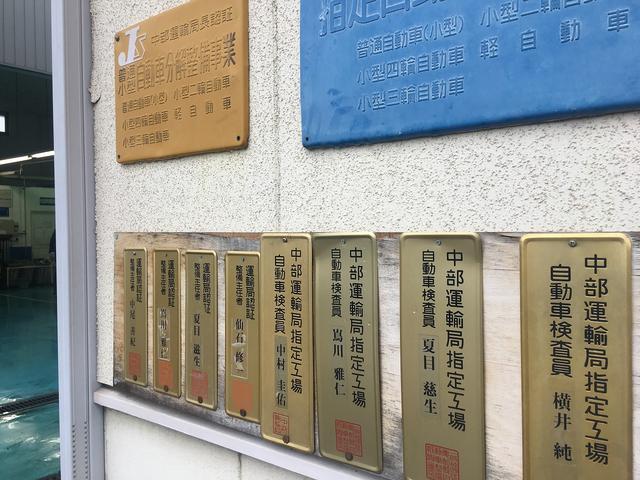 JS
中部運輸局長認証
普通
小型自動車分解整備事業
普通自動車(小型) 小型二輪自動車
小型四輪自動車 軽自動車
小型三輪自動車
普通自動車(小型) 小型二輪自動車
小型四輪自動車 軽自動車
小型三輪自動車
運輸局認証
整備主任者
運輸局認証
整備主任者
運輸局認証
整備主任者 夏目 滋生
運輸局認証
整備主任者 仙石 修
中部運輸局指定工場
自動車検査員 中村 圭佑
中部運輸局指定工場
自動車検査員 嶌川 雅仁
中部運輸局指定工場
自動車検査員 夏目 慈生
中部運輸局指定工場
自動車検査員 横井 純